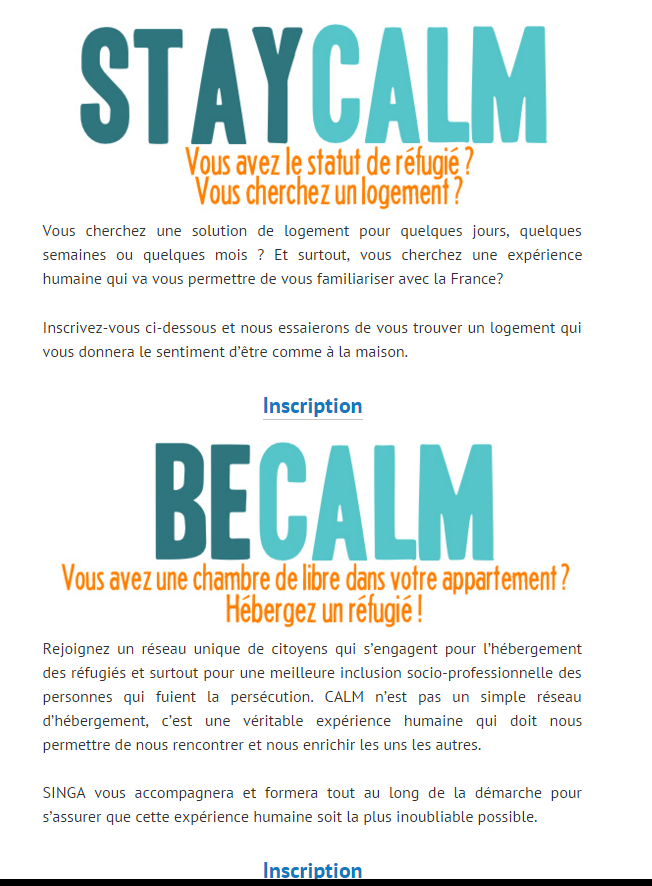 STAYCALM
Vous avez le statut de réfugié ?
Vous cherchez un logement ?
Vous cherchez une solution de logement pour quelques jours, quelques
semaines ou quelques mois ? Et surtout, vous cherchez une expérience
humaine qui va vous permettre de vous familiariser avec la France?
Inscrivez-vous ci-dessous et nous essaierons de vous trouver un logement qui
vous donnera le sentiment d’être comme à la maison.
Inscription
BECALM
Vous avez une chambre de libre dans votre appartement ?
Hébergez un réfugié !
Rejoignez un réseau unique de citoyens qui s’engagent pour l’hébergement
des réfugiés et surtout pour une meilleure inclusion socio-professionnelle des
personnes qui fuient la persécution. CALM n’est pas un simple réseau
d’hébergement, c’est une véritable expérience humaine qui doit nous
permettre de nous rencontrer et nous enrichir les uns les autres.
SINGA vous accompagnera et formera tout au long de la démarche pour
s’assurer que cette expérience humaine soit la plus inoubliable possible.
Inscription